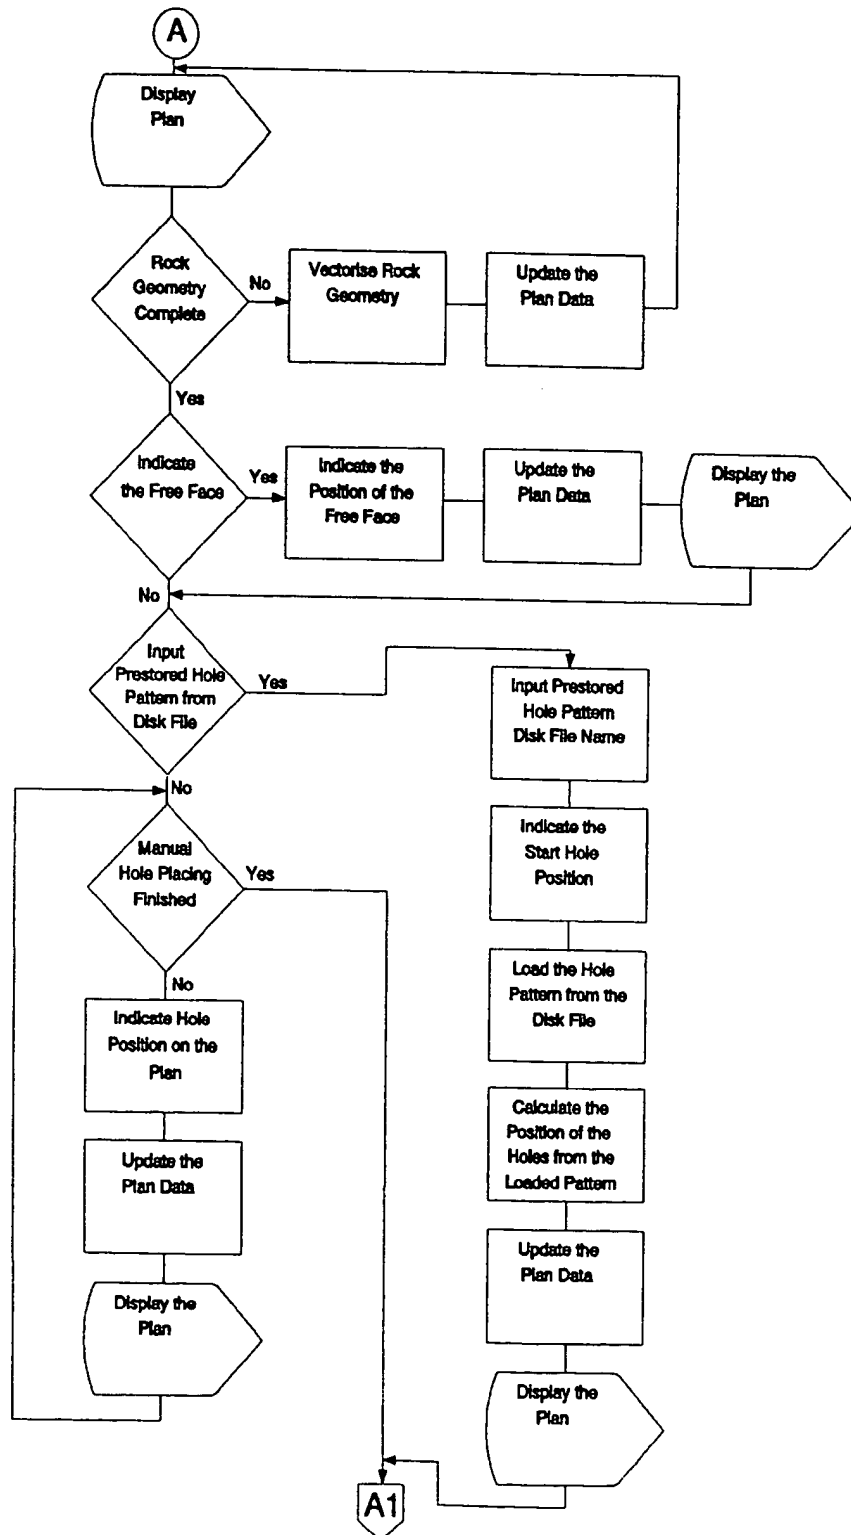 A
Display
Plan
Rock
Geometry
Complete
No
Vectorise Rock
Geometry
Update the
Plan Data
Yes
Indicate
the Free Face
Yes
Indicate the
Position of the
Free Face
Update the
Plan Data
Display the
Plan
No
Input
Prestored Hole
Pattern from
Disk File
Yes
Input Prestored
Hole Pattern
Disk File Name
No
Manual
Hole Placing
Finished
Yes
Indicate the
Start Hole
Position
No
Indicate Hole
Position on the
Plan
Load the Hole
Pattern from the
Disk File
Update the
Plan Data
Calculate the
Position of the
Holes from the
Loaded Pattern
Display the
Plan
Update the
Plan Data
Display the
Plan
A1